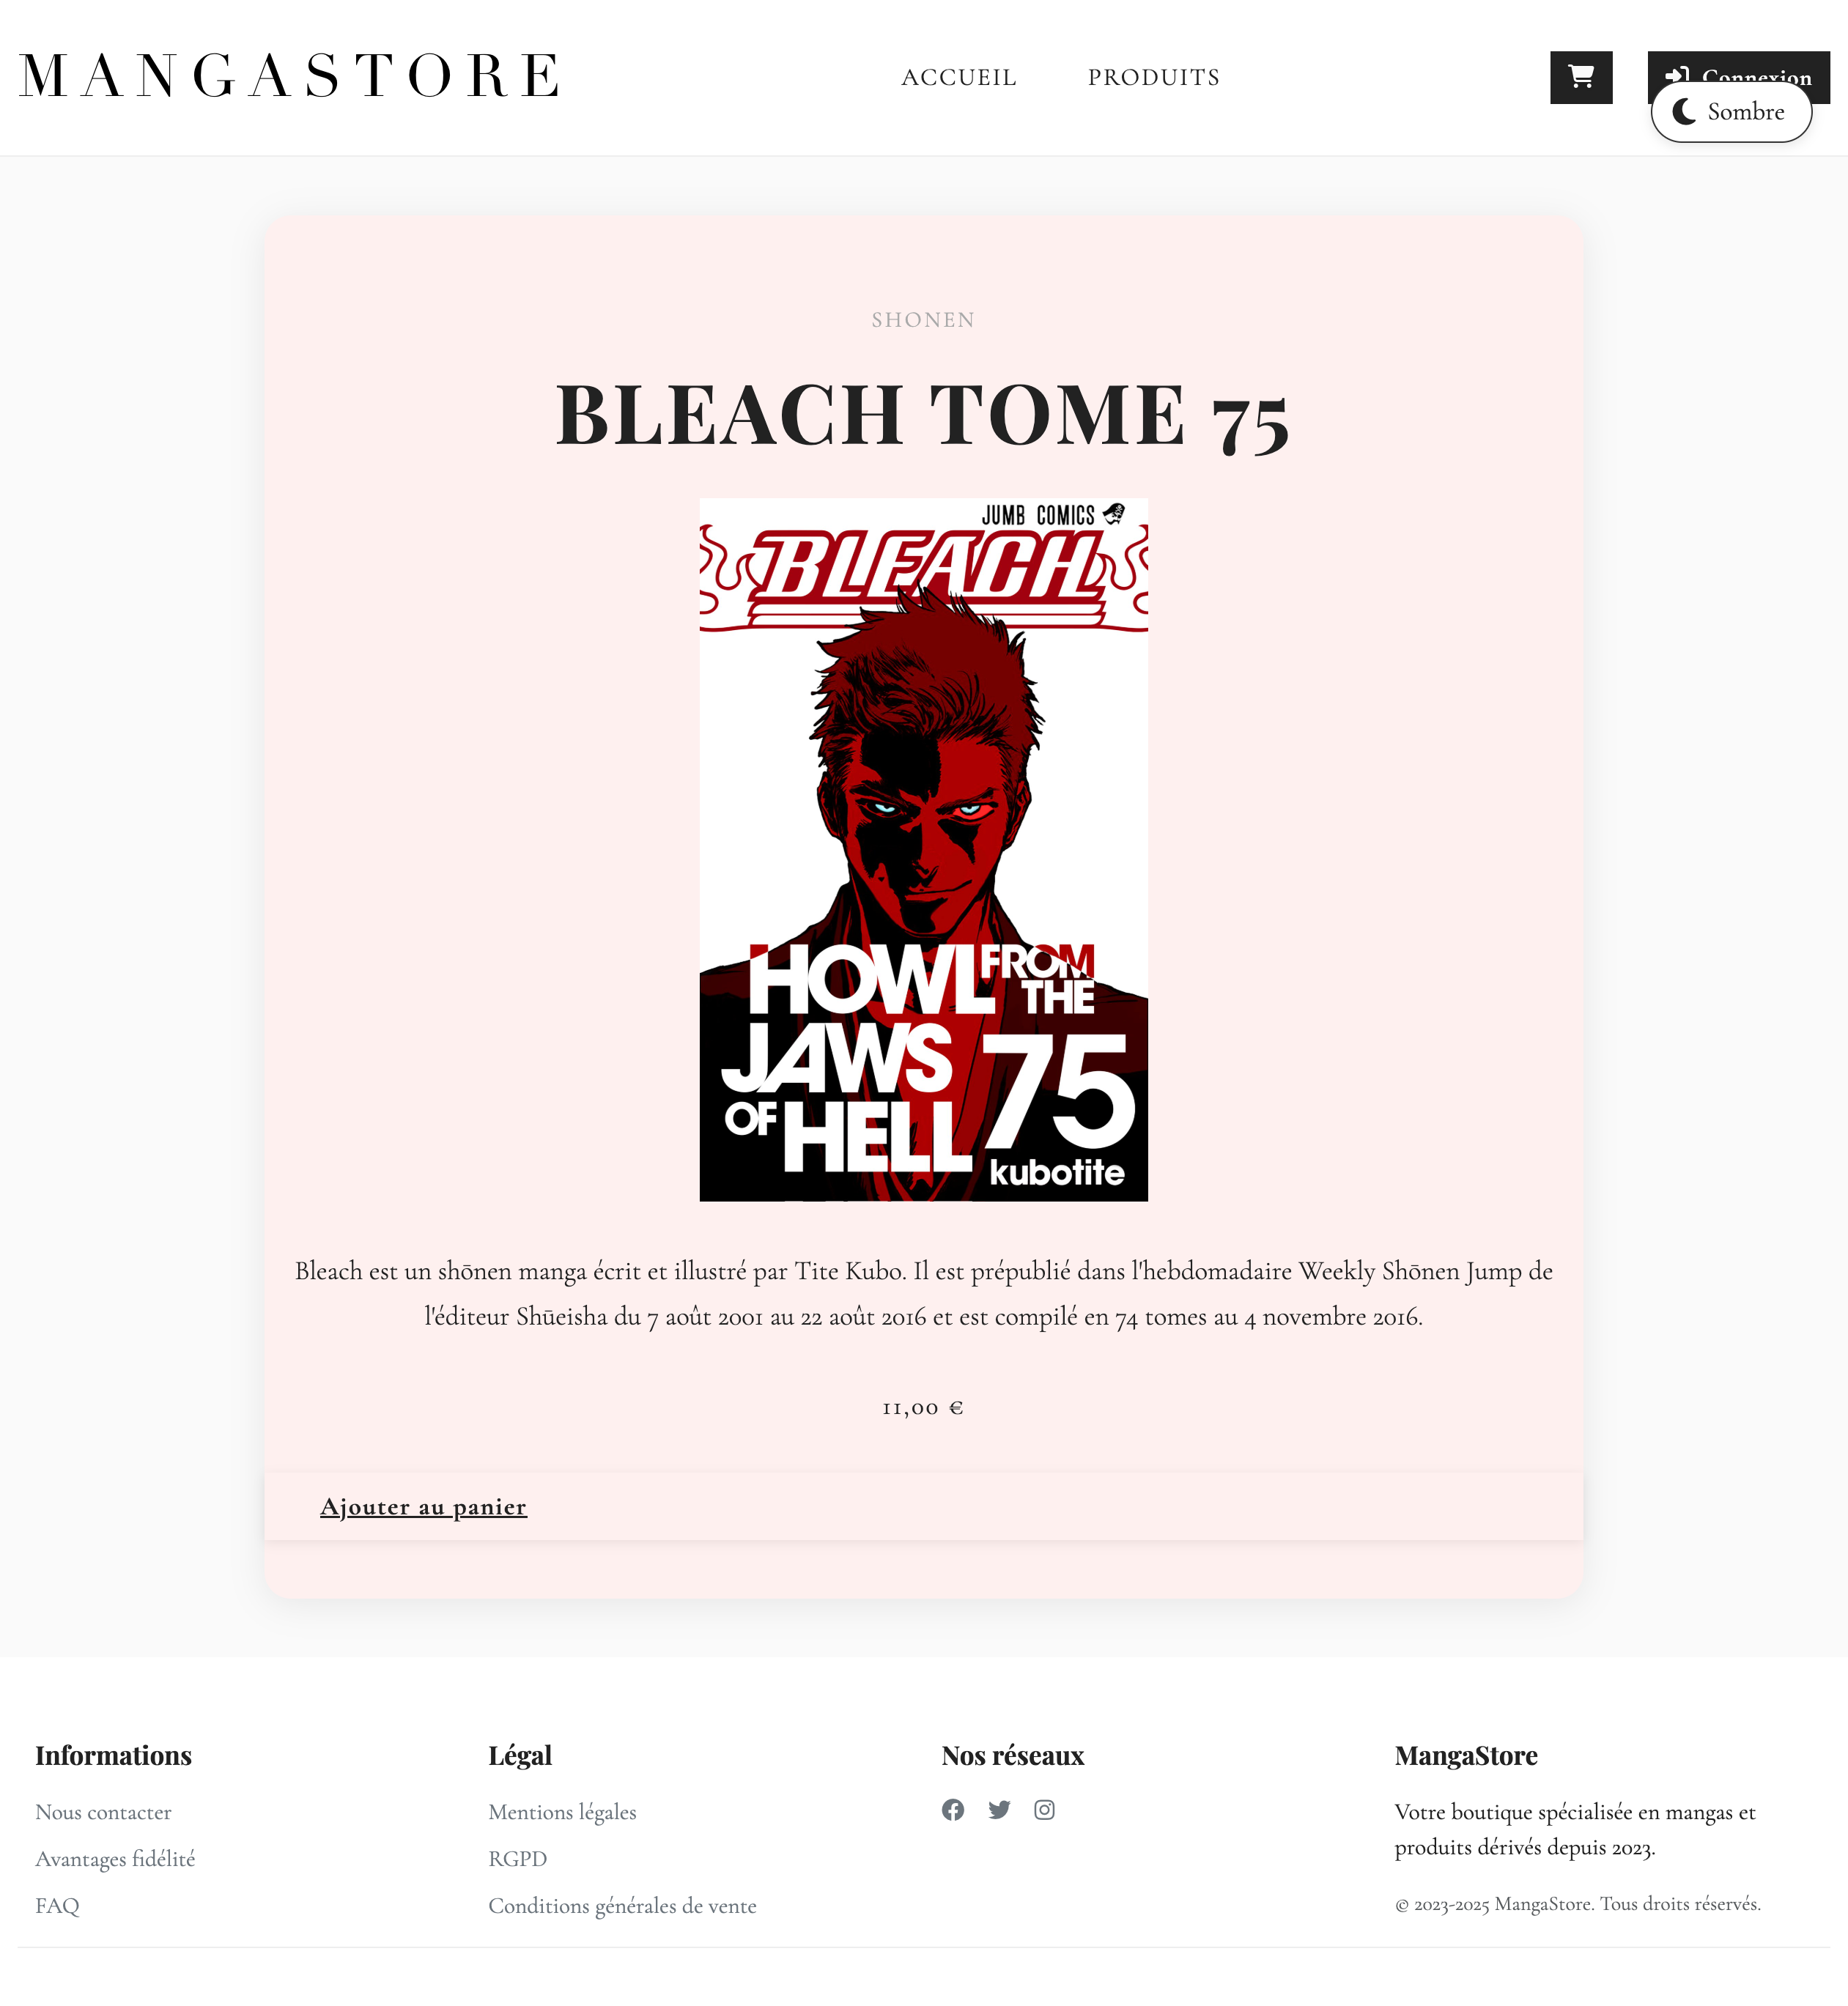 MANGASTORE
ACCUEIL PRODUITS
Connexion
Sombre
SHONEN
BLEACH TOME 75
JUMB COMICS
BLEACH
HOWL FROM THE
JAWS
OF HELL
75
kubotite
Bleach est un shōnen manga écrit et illustré par Tite Kubo. Il est prépublié dans l'hebdomadaire Weekly Shōnen Jump de
l'éditeur Shūeisha du 7 août 2001 au 22 août 2016 et est compilé en 74 tomes au 4 novembre 2016.
11,00 €
Ajouter au panier
Informations
Nous contacter
Avantages fidélité
FAQ
Légal
Mentions légales
RGPD
Conditions générales de vente
Nos réseaux
MangaStore
Votre boutique spécialisée en mangas et
produits dérivés depuis 2023.
© 2023-2025 MangaStore. Tous droits réservés.